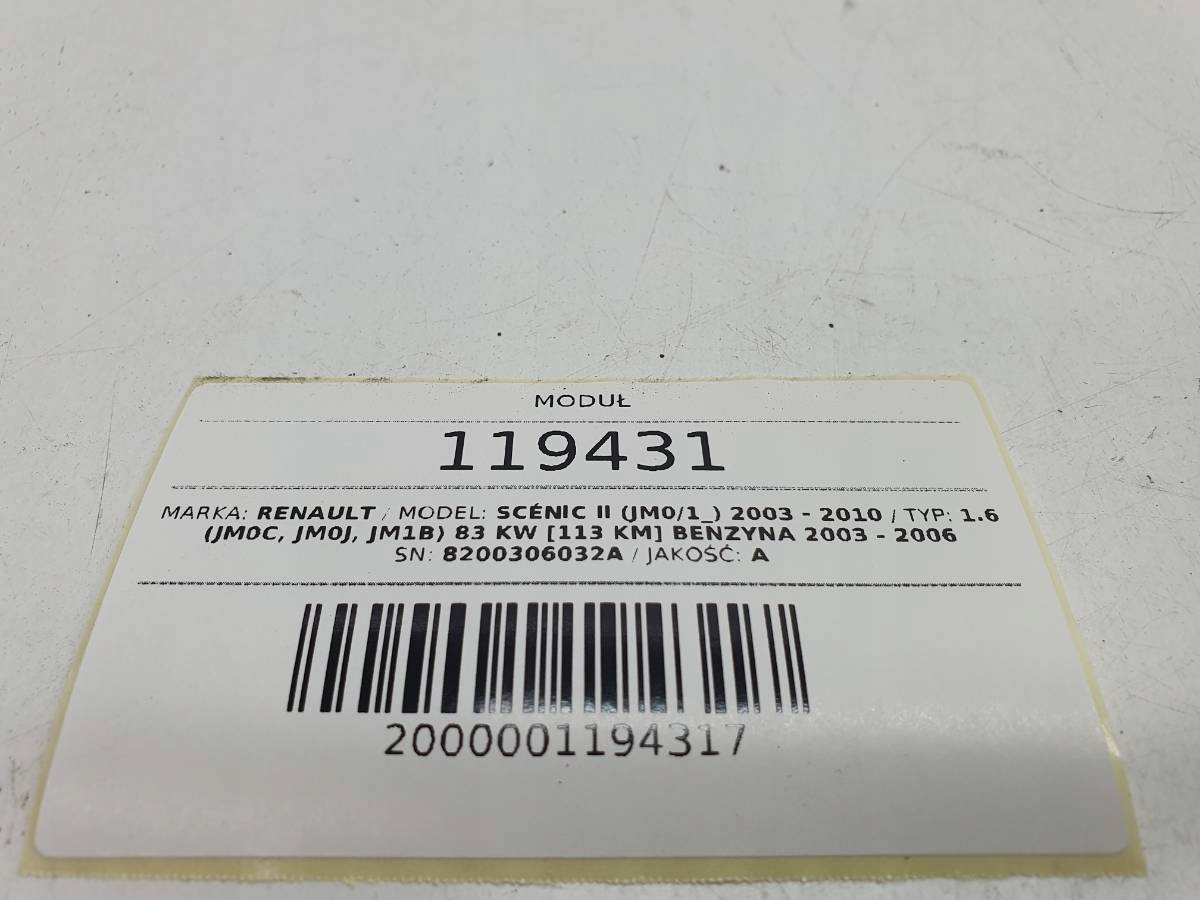 MODUŁ
119431
MARKA: RENAULT / MODEL: SCÉNIC II (JM0/1_) 2003 - 2010 / TYP: 1.6
(JM0C, JM0J, JM1B) 83 KW [113 KM] BENZYNA 2003 - 2006
SN: 8200306032A / JAKOŚĆ: A
2000001194317